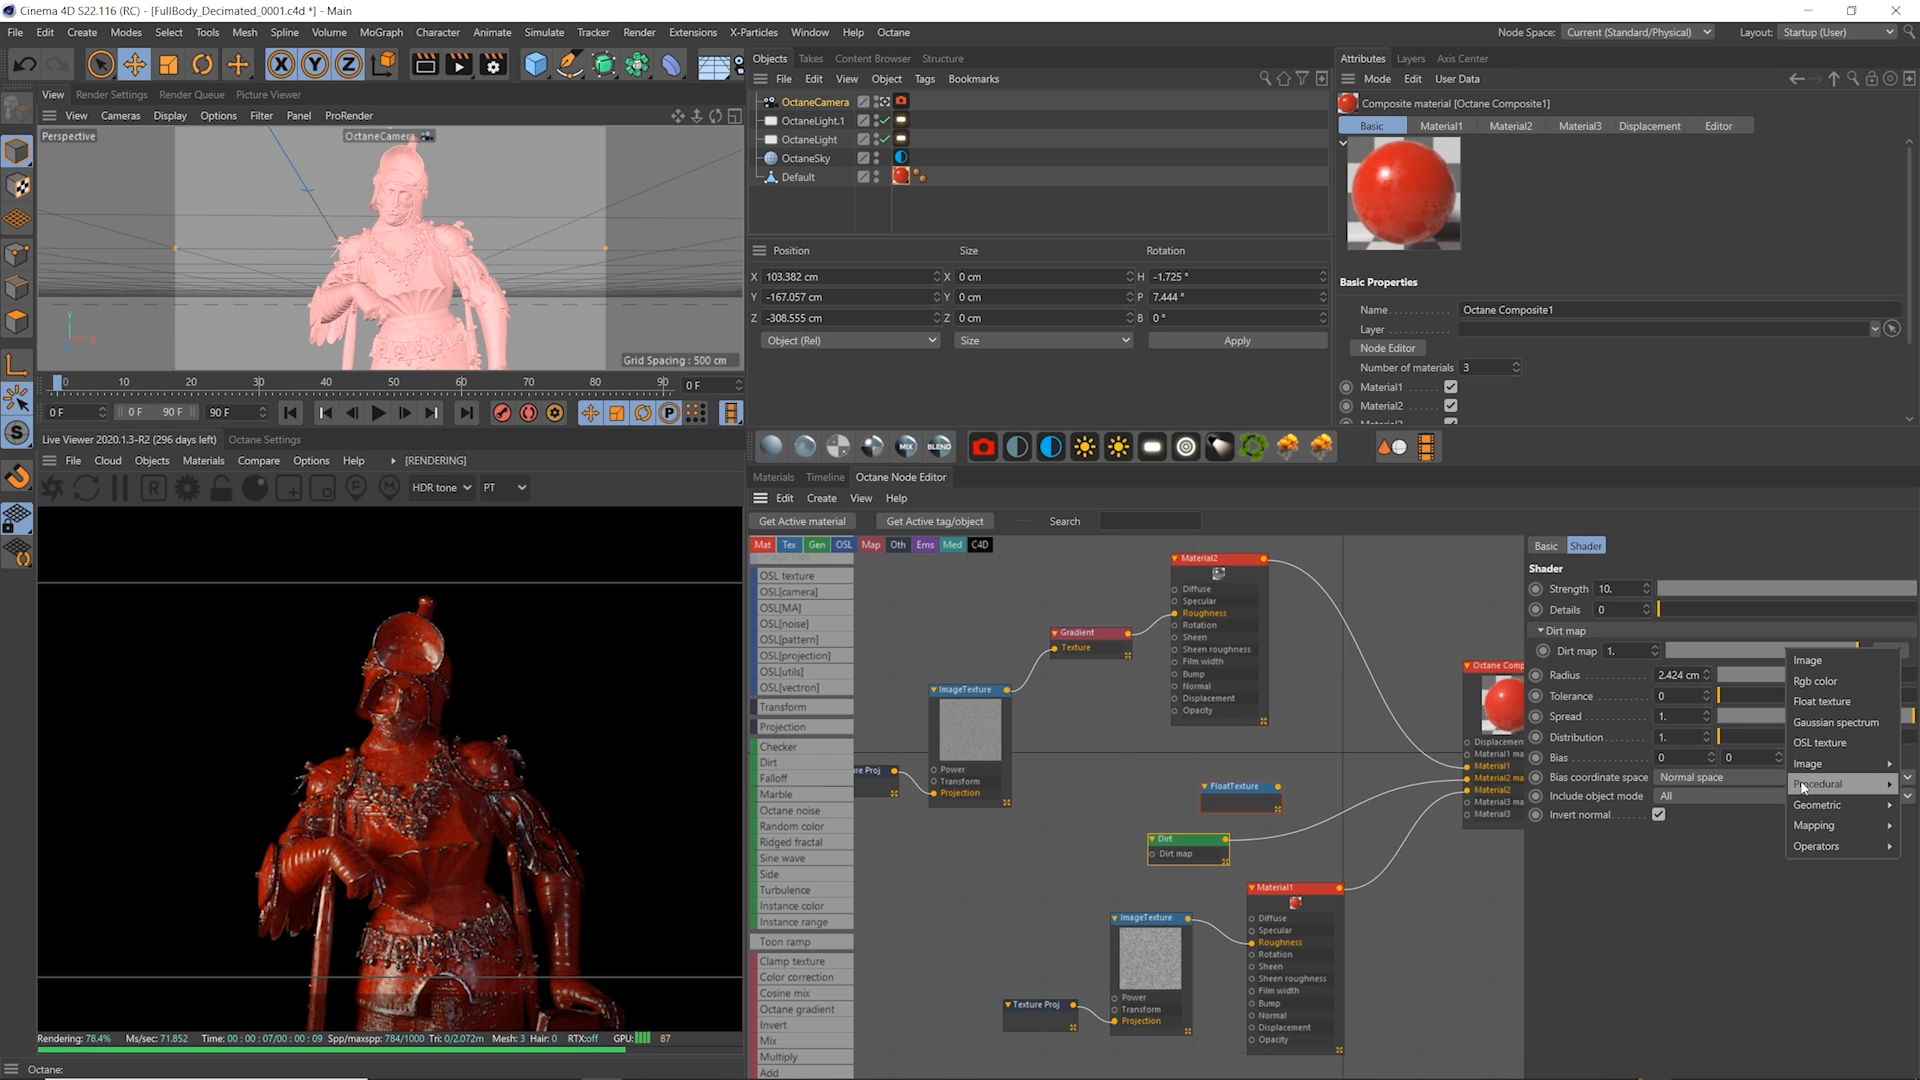 Cinema 4D S22.116 (RC) - [FullBody_Decimated_0001.c4d *] - Main
File Edit Create Modes Select Tools Mesh Spline Volume MoGraph Character Animate Simulate Tracker Render Extensions X-Particles Window Help Octane
Node Space: Current (Standard/Physical) Layout: Startup (User)
View Render Settings Render Queue Picture Viewer
View Cameras Display Options Filter Panel ProRender
Perspective
OctaneCamera
Grid Spacing : 500 cm
0 10 20 30 40 50 60 70 80 90 0 F
0 F 0 F 90 F 90 F
Live Viewer 2020.1.3-R2 (296 days left) Octane Settings
File Cloud Objects Materials Compare Options Help [RENDERING]
HDR tone PT
Rendering: 78.4% Ms/sec: 71.852 Time: 00 : 00 : 07/00 : 00 : 09 Spp/maxspp: 784/1000 Tri: 0/2.072m Mesh: 3 Hair: 0 RTX:off GPU: 87
Octane:
Objects Takes Content Browser Structure
File Edit View Object Tags Bookmarks
OctaneCamera
OctaneLight.1
OctaneLight
OctaneSky
Default
Position Size Rotation
X 103.382 cm X 0 cm H -1.725 °
Y -167.057 cm Y 0 cm P 7.444 °
Z -308.555 cm Z 0 cm B 0 °
Object (Rel) Size Apply
MIX BLEND
Materials Timeline Octane Node Editor
Edit Create View Help
Get Active material Get Active tag/object Search
Mat Tex Gen OSL Map Oth Ems Med C4D
OSL texture
OSL[camera]
OSL[MA]
OSL[noise]
OSL[pattern]
OSL[projection]
OSL[utils]
OSL[vectron]
Transform
Projection
Checker
Dirt
Falloff
Marble
Octane noise
Random color
Ridged fractal
Sine wave
Side
Turbulence
Instance color
Instance range
Toon ramp
Clamp texture
Color correction
Cosine mix
Octane gradient
Invert
Mix
Multiply
Add
Material2
Diffuse
Specular
Roughness
Rotation
Sheen
Sheen roughness
Film width
Bump
Normal
Displacement
Opacity
Gradient
Texture
ImageTexture
Power
Transform
Projection
re Proj
FloatTexture
Dirt
Dirt map
Octane Comp
Displacemen
Material1 ma
Material1
Material2 ma
Material2
Material3 ma
Material3
Material1
Diffuse
Specular
Roughness
Rotation
Sheen
Sheen roughness
Film width
Bump
Normal
Displacement
Opacity
ImageTexture
Power
Transform
Projection
Texture Proj
Attributes Layers Axis Center
Mode Edit User Data
Composite material [Octane Composite1]
Basic Material1 Material2 Material3 Displacement Editor
Basic Properties
Name Octane Composite1
Layer
Node Editor
Number of materials 3
Material1
Material2
Basic Shader
Shader
Strength 10.
Details 0
Dirt map
Dirt map 1.
Radius 2.424 cm
Tolerance 0
Spread 1.
Distribution 1.
Bias 0 0
Bias coordinate space Normal space
Include object mode All
Invert normal
Image
Rgb color
Float texture
Gaussian spectrum
OSL texture
Image
Procedural
Geometric
Mapping
Operators